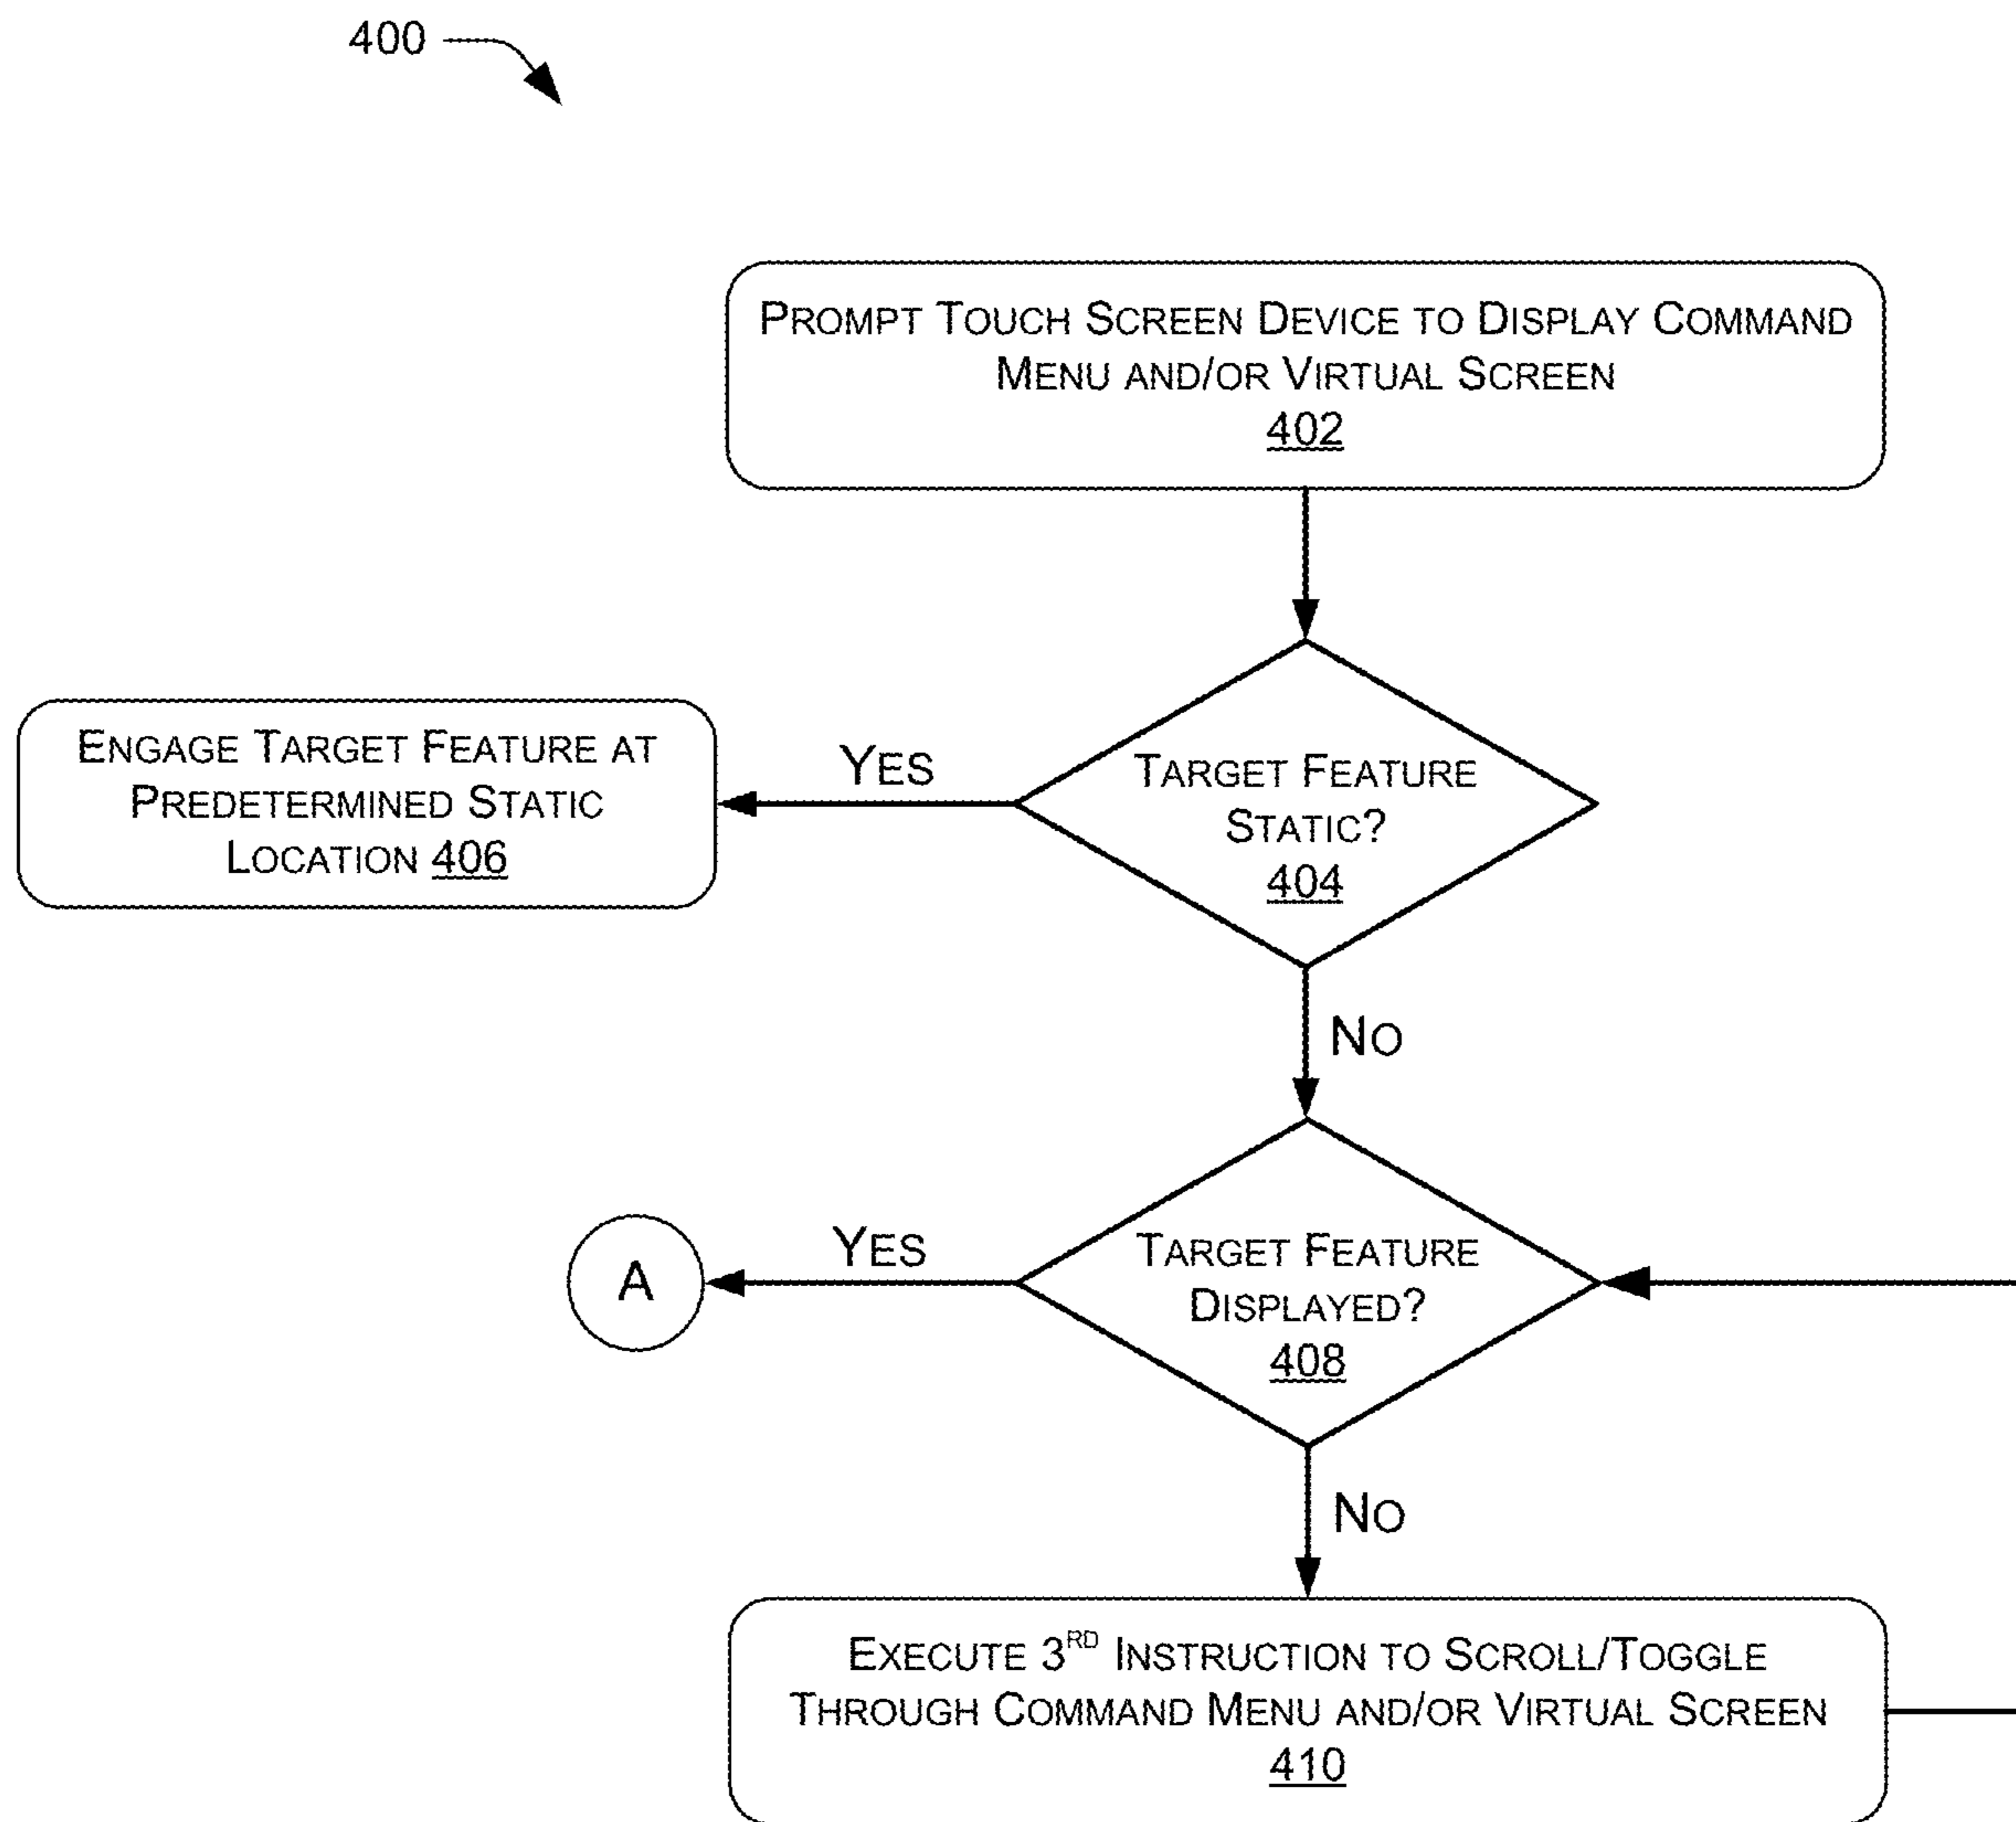 400
PROMPT TOUCH SCREEN DEVICE TO DISPLAY COMMAND
MENU AND/OR VIRTUAL SCREEN
402
ENGAGE TARGET FEATURE AT
PREDETERMINED STATIC
LOCATION 406
YES
TARGET FEATURE
STATIC?
404
NO
A
YES
TARGET FEATURE
DISPLAYED?
408
NO
EXECUTE 3RD INSTRUCTION TO SCROLL/TOGGLE
THROUGH COMMAND MENU AND/OR VIRTUAL SCREEN
410